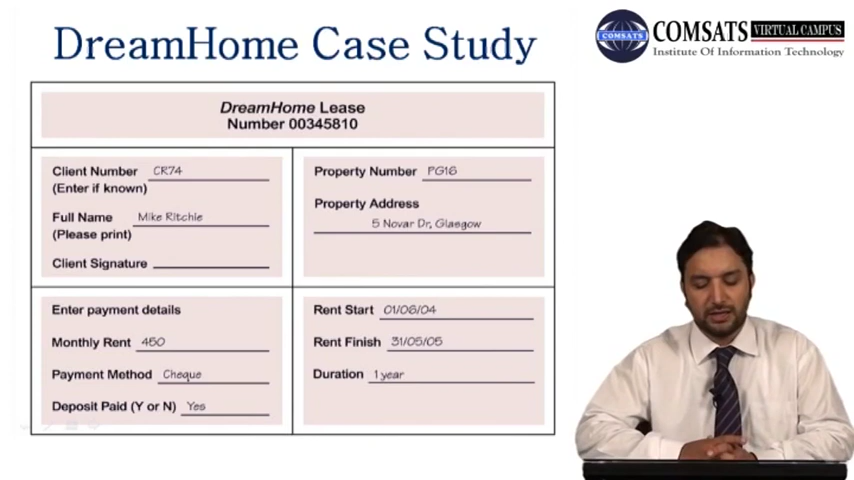 DreamHome Case Study
COMSATS VIRTUAL CAMPUS
COMSATS
Institute Of Information Technology
DreamHome Lease
Number 00345810
Client Number CR74
(Enter if known)
Full Name Mike Ritchie
(Please print)
Client Signature
Property Number PG16
Property Address
5 Novar Dr, Glasgow
Enter payment details
Monthly Rent 450
Payment Method Cheque
Deposit Paid (Y or N) Yes
Rent Start 01/06/04
Rent Finish 31/05/05
Duration 1 year